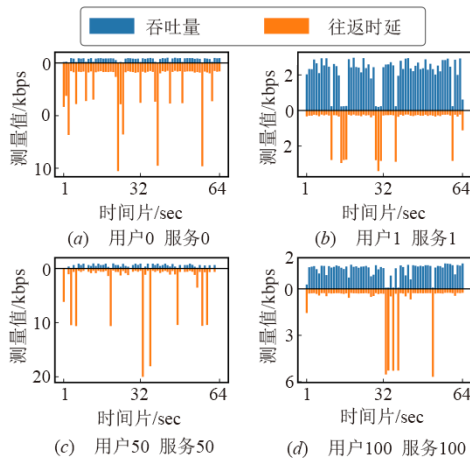 吞吐量 往返时延
测量值/kbps
0
0
10
1 32 64
时间片/sec
(a) 用户0 服务0
测量值/kbps
2
0
2
1 32 64
时间片/sec
(b) 用户1 服务1
测量值/kbps
0
10
20
1 32 64
时间片/sec
(c) 用户50 服务50
测量值/kbps
2
0
3
6
1 32 64
时间片/sec
(d) 用户100 服务100